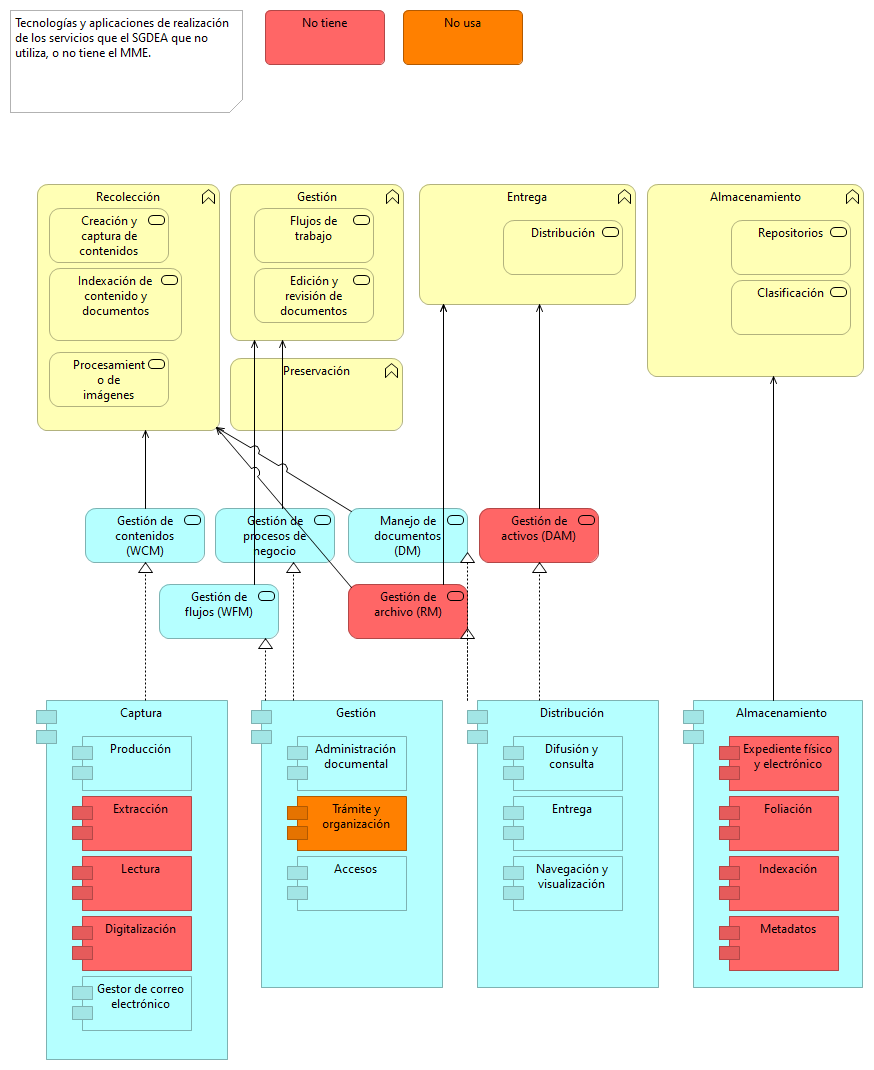 Tecnologías y aplicaciones de realización
de los servicios que el SGDEA que no
utiliza, o no tiene el MME.
No tiene
No usa
Recolección
Creación y
captura de
contenidos
Indexación de
contenido y
documentos
Procesamient
o de
imágenes
Gestión
Flujos de
trabajo
Edición y
revisión de
documentos
Preservación
Entrega
Distribución
Almacenamiento
Repositorios
Clasificación
Gestión de
contenidos
(WCM)
Gestión de
procesos de
negocio
Manejo de
documentos
(DM)
Gestión de
activos (DAM)
Gestión de
flujos (WFM)
Gestión de
archivo (RM)
Captura
Producción
Extracción
Lectura
Digitalización
Gestor de correo
electrónico
Gestión
Administración
documental
Trámite y
organización
Accesos
Distribución
Difusión y
consulta
Entrega
Navegación y
visualización
Almacenamiento
Expediente físico
y electrónico
Foliación
Indexación
Metadatos